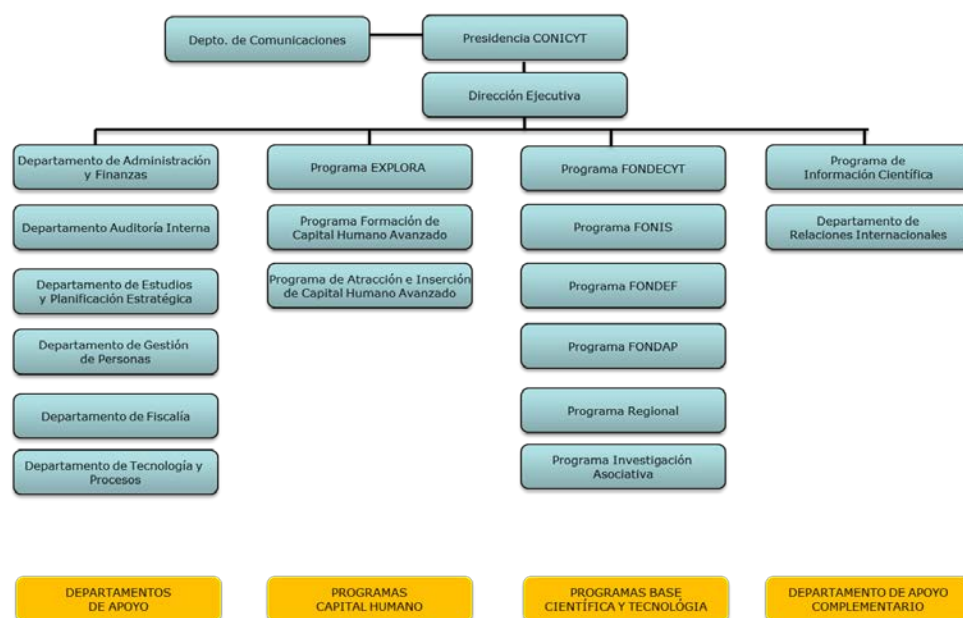 Depto. de Comunicaciones
Presidencia CONICYT
Dirección Ejecutiva
Departamento de Administración
y Finanzas
Departamento Auditoría Interna
Departamento de Estudios
y Planificación Estratégica
Departamento de Gestión
de Personas
Departamento de Fiscalía
Departamento de Tecnología y
Procesos
Programa EXPLORA
Programa Formación de
Capital Humano Avanzado
Programa de Atracción e Inserción
de Capital Humano Avanzado
Programa FONDECYT
Programa FONIS
Programa FONDEF
Programa FONDAP
Programa Regional
Programa Investigación
Asociativa
Programa de
Información Científica
Departamento de
Relaciones Internacionales
DEPARTAMENTOS
DE APOYO
PROGRAMAS
CAPITAL HUMANO
PROGRAMAS BASE
CIENTÍFICA Y TECNOLÓGIA
DEPARTAMENTO DE APOYO
COMPLEMENTARIO